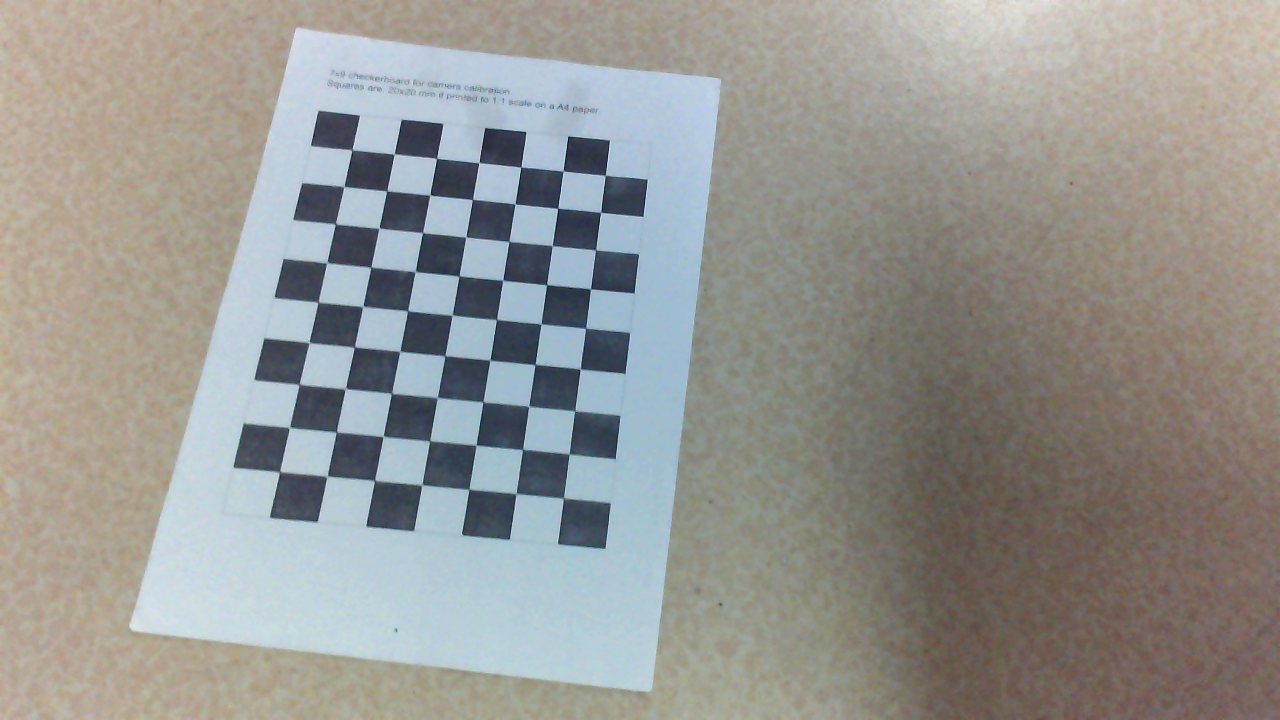 7x9 checkerboard for camera calibration.
Squares are 20x20 mm if printed to 1:1 scale on a A4 paper.